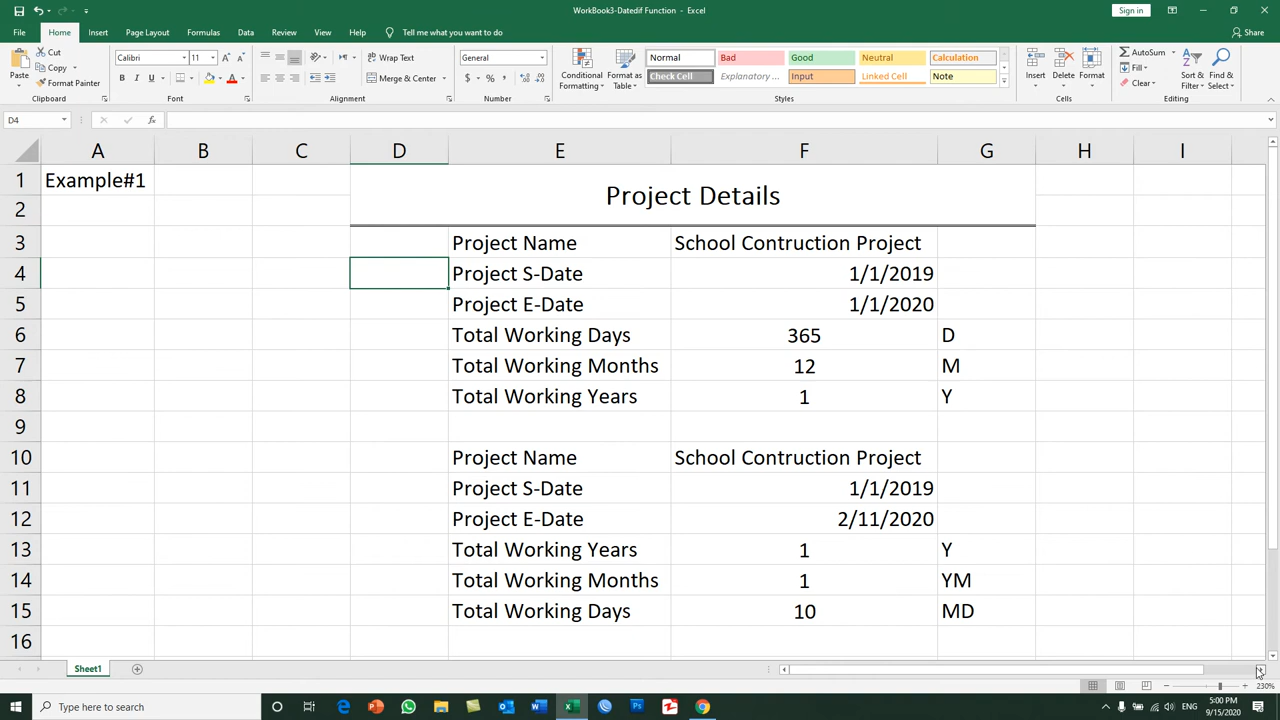 WorkBook3-Datedif Function - Excel
Sign in
File Home Insert Page Layout Formulas Data Review View Help Tell me what you want to do Share
Paste Cut Copy Format Painter Clipboard
Calibri 11 B I U A A Font
Wrap Text Merge & Center Alignment
General $ % Number
Conditional Formatting Format as Table
Normal Bad Good Neutral Calculation
Check Cell Explanatory ... Input Linked Cell Note
Styles
Insert Delete Format Cells
AutoSum Fill Clear Sort & Filter Find & Select Editing
D4 fx
A B C D E F G H I
1 Example#1 Project Details
2
3 Project Name School Contruction Project
4 Project S-Date 1/1/2019
5 Project E-Date 1/1/2020
6 Total Working Days 365 D
7 Total Working Months 12 M
8 Total Working Years 1 Y
9
10 Project Name School Contruction Project
11 Project S-Date 1/1/2019
12 Project E-Date 2/11/2020
13 Total Working Years 1 Y
14 Total Working Months 1 YM
15 Total Working Days 10 MD
16
Sheet1
230%
Type here to search
5:00 PM
9/15/2020